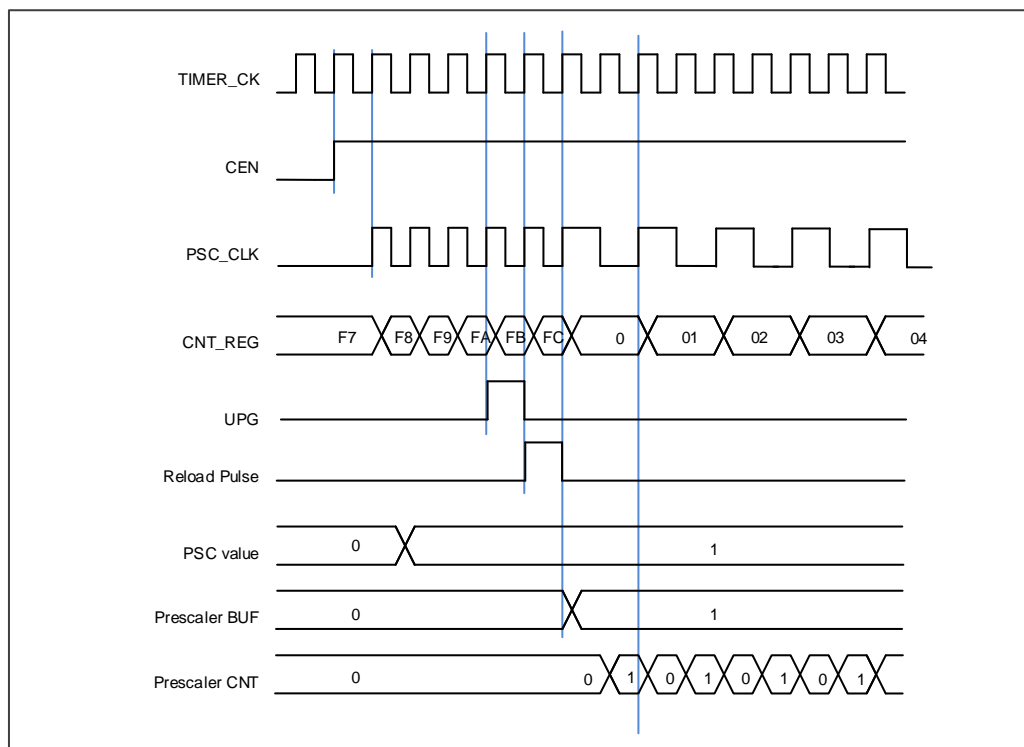 TIMER_CK
CEN
PSC_CLK
CNT_REG F7 F8 F9 FA FB FC 0 01 02 03 04
UPG
Reload Pulse
PSC value 0 1
Prescaler BUF 0 1
Prescaler CNT 0 0 1 0 1 0 1 0 1